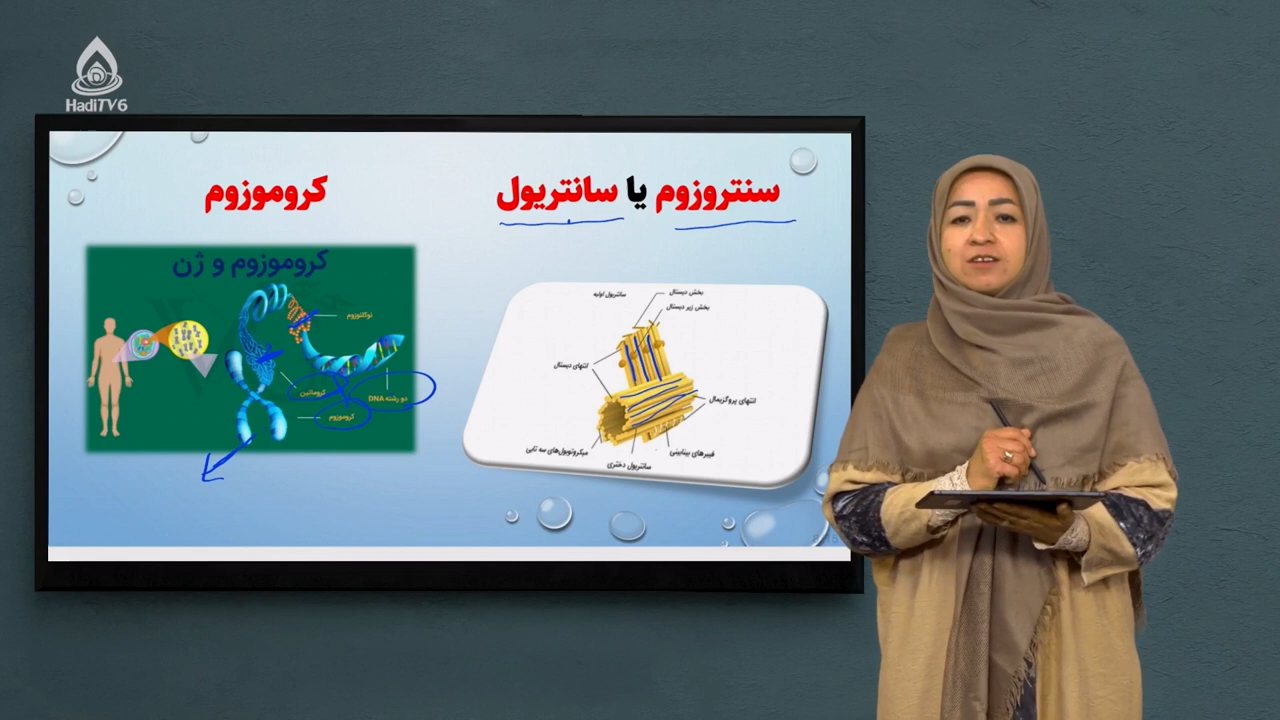 HadiTV6
سنتروزوم یا سانتریول
بخش دیستال
سانتریول اولیه
بخش زیر دیستال
انتهای دیستال
انتهای پروگزیمال
فیبرهای بینابینی
میکروتوبول‌های سه تایی
سانتریول دختری
کروموزوم
کروموزوم و ژن
نوکلئوزوم
کروماتین
دو رشته DNA
کروموزوم